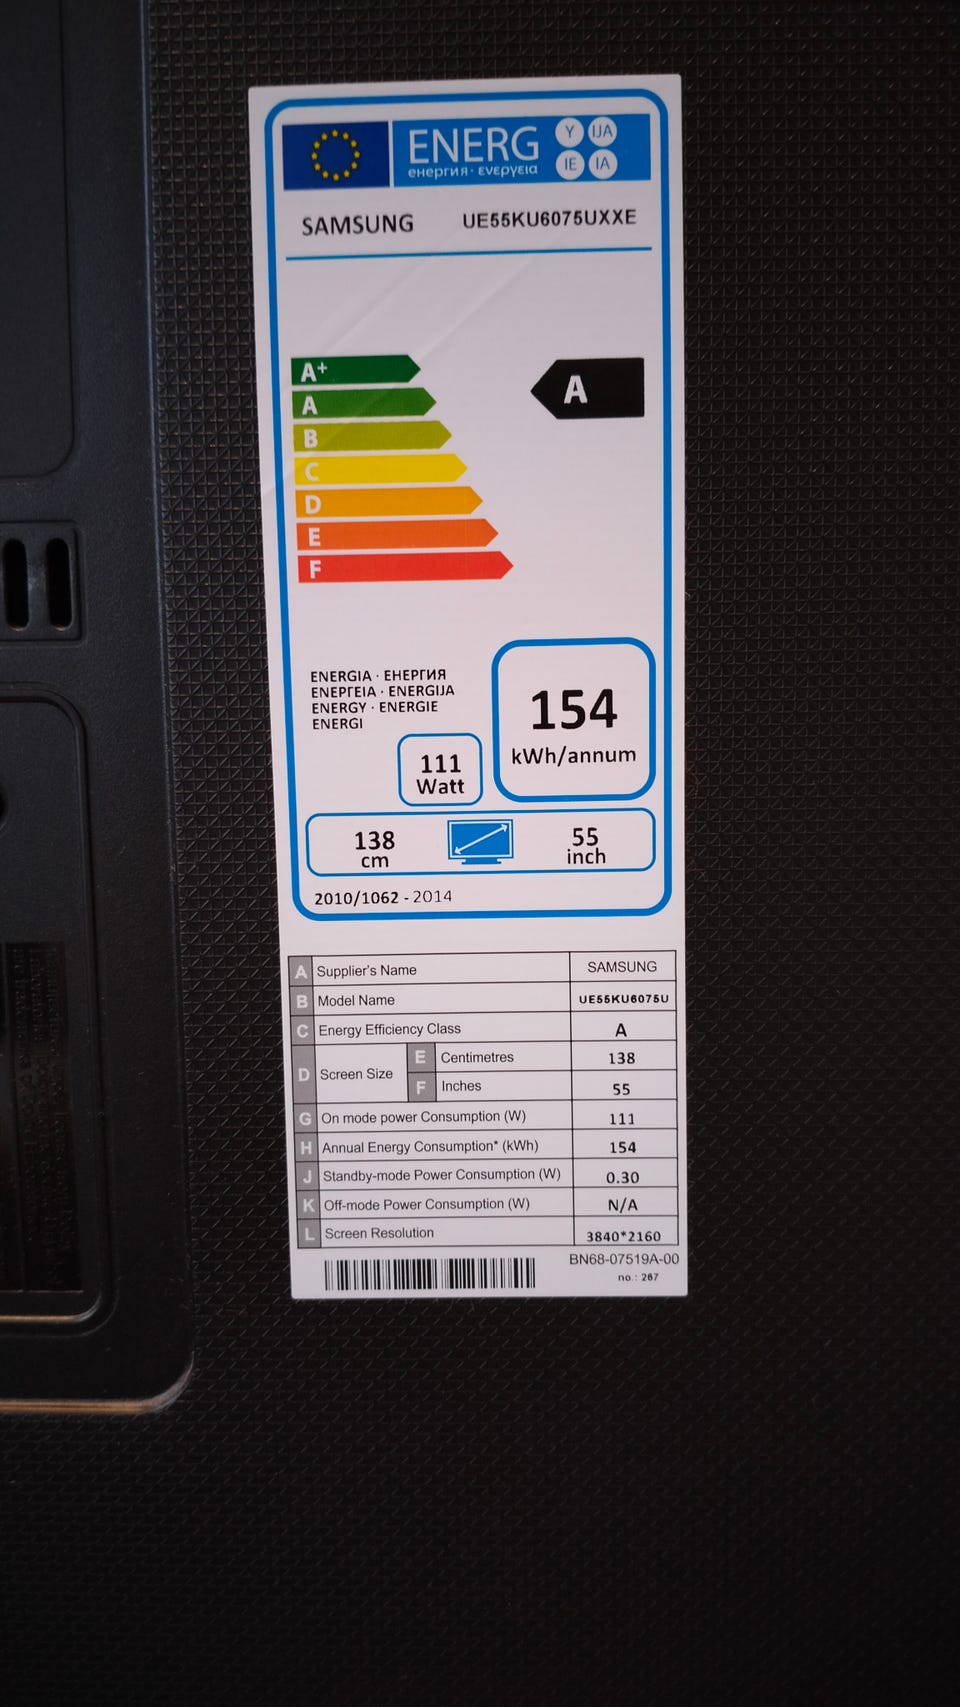 ENERG Y IJA
енергия · ενεργεια IE IA
SAMSUNG UE55KU6075UXXE
A+
A
B
C
D
E
F
A
ENERGIA · ЕНЕРГИЯ
ΕΝΕΡΓΕΙΑ · ENERGIJA
ENERGY · ENERGIE
ENERGI
111
Watt
154
kWh/annum
138
cm
55
inch
2010/1062 - 2014
A Supplier's Name SAMSUNG
B Model Name UE55KU6075U
C Energy Efficiency Class A
D Screen Size E Centimetres 138
F Inches 55
G On mode power Consumption (W) 111
H Annual Energy Consumption* (kWh) 154
J Standby-mode Power Consumption (W) 0.30
K Off-mode Power Consumption (W) N/A
L Screen Resolution 3840*2160
BN68-07519A-00
no.: 267